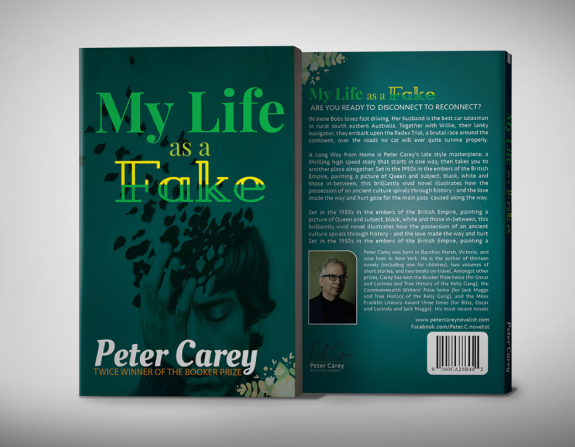 My Life
as a
Fake
Peter Carey
TWICE WINNER OF THE BOOKER PRIZE
My Life as a Fake
ARE YOU READY TO DISCONNECT TO RECONNECT?
IN Irene Bobs loves fast driving. Her husband is the best car salesman
in rural south eastern Australia. Together with Willie, their lanky
navigator, they embark upon the Redex Trial, a brutal race around the
continent, over the roads no car will ever quite survive properly.
A Long Way from Home is Peter Carey's late style masterpiece; a
thrilling high speed story that starts in one way, then takes you to
another place altogether. Set in the 1950s in the embers of the British
Empire, painting a picture of Queen and subject, black, white and
those in-between, this brilliantly vivid novel illustrates how the
possession of an ancient culture spirals through history - and the love
made the way and hurt gose for the main pass caused along the way.
Set in the 1950s in the embers of the British Empire, painting a
picture of Queen and subject, black, white and those in-between, this
brilliantly vivid novel illustrates how the possession of an ancient
culture spirals through history - and the love made the way and hurt
Set in the 1950s in the embers of the British Empire, painting a
Peter Carey was born in Bacchus Marsh, Victoria, and
now lives in New York. He is the author of thirteen
novels (including one for children), two volumes of
short stories, and two books on travel. Amongst other
prizes, Carey has won the Booker Prize twice (for Oscar
and Lucinda and True History of the Kelly Gang), the
Commonwealth Writers' Prize twice (for Jack Maggs
and True History of the Kelly Gang), and the Miles
Franklin Literary Award three times (for Bliss, Oscar
and Lucinda and Jack Maggs). His most recent novels
www.petercareynovelist.com
Facebook.com/Peter.C.novelist
Peter Carey
My Life as a Fake
Peter Carey